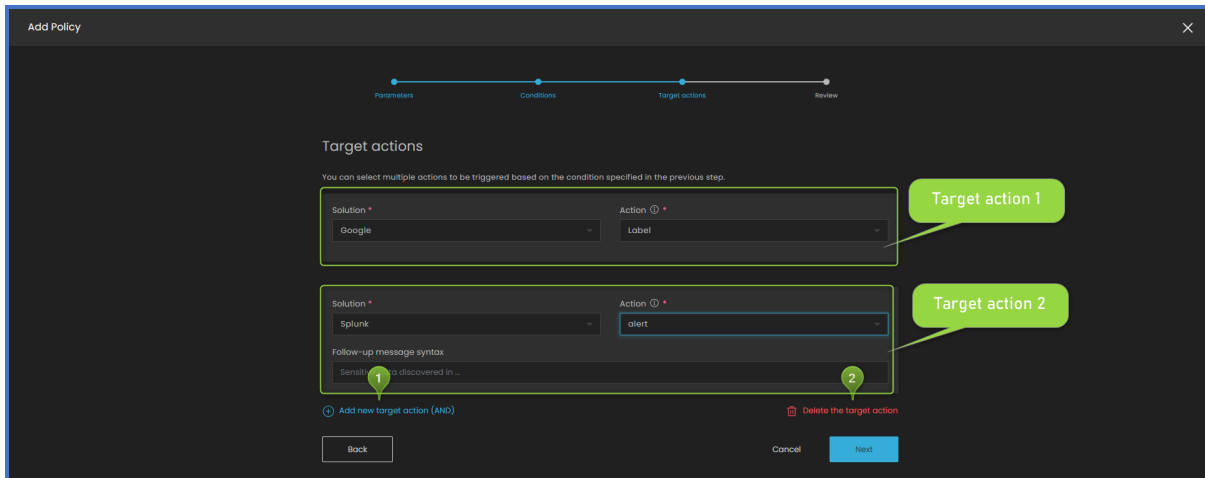 Add Policy
Parameters Conditions Target actions Review
Target actions
You can select multiple actions to be triggered based on the condition specified in the previous step.
Target action 1
Solution * Action ⓘ *
Google Label
Target action 2
Solution * Action ⓘ *
Splunk alert
Follow-up message syntax
discovered in ...
1 2
Add new target action (AND) Delete the target action
Back Cancel Next